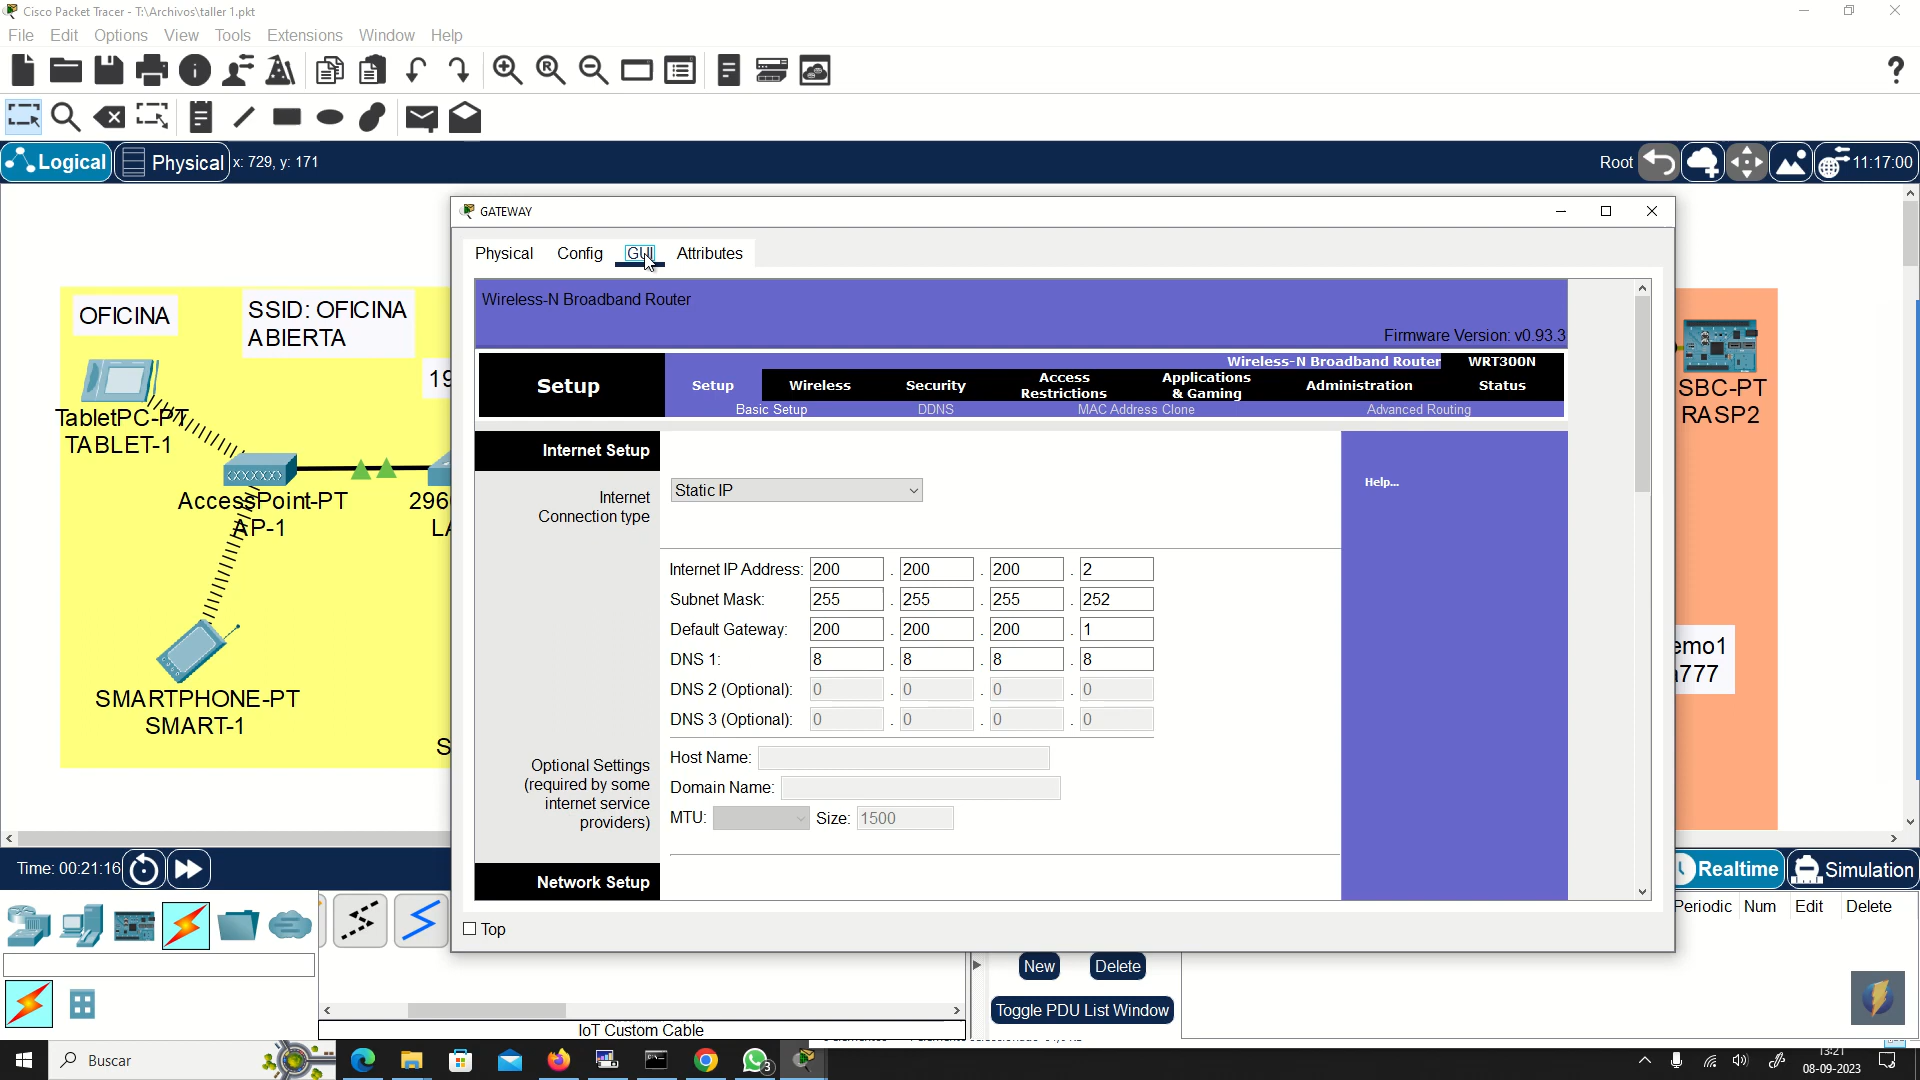 Cisco Packet Tracer - T:\Archivos\taller 1.pkt
File Edit Options View Tools Extensions Window Help
Logical Physical x: 729, y: 171 Root 11:17:00
GATEWAY
Physical Config GUI Attributes
Wireless-N Broadband Router
Firmware Version: v0.93.3
Wireless-N Broadband Router WRT300N
Setup Setup Wireless Security Access Restrictions Applications & Gaming Administration Status
Basic Setup DDNS MAC Address Clone Advanced Routing
Internet Setup
Internet
Connection type
Static IP
Help...
Internet IP Address: 200 . 200 . 200 . 2
Subnet Mask: 255 . 255 . 255 . 252
Default Gateway: 200 . 200 . 200 . 1
DNS 1: 8 . 8 . 8 . 8
DNS 2 (Optional): 0 . 0 . 0 . 0
DNS 3 (Optional): 0 . 0 . 0 . 0
Optional Settings
(required by some
internet service
providers)
Host Name:
Domain Name:
MTU: Size: 1500
Network Setup
Top
OFICINA
SSID: OFICINA
ABIERTA
19
TabletPC-PT
TABLET-1
AccessPoint-PT
AP-1
296
LA
SMARTPHONE-PT
SMART-1
S
SBC-PT
RASP2
emo1
a777
Time: 00:21:16
Realtime Simulation
Periodic Num Edit Delete
New Delete
Toggle PDU List Window
IoT Custom Cable
Buscar
3
13:21
08-09-2023